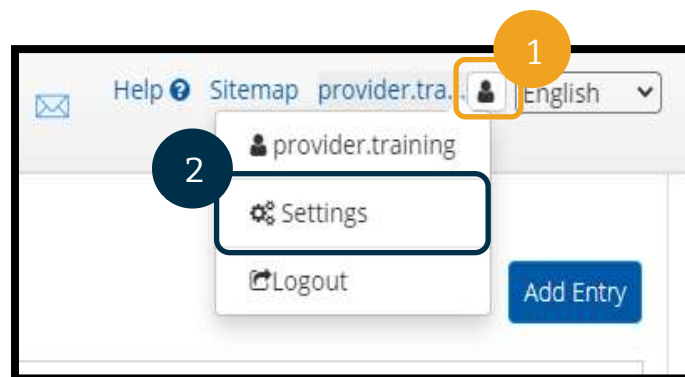 1
Help Sitemap provider.tra... English
provider.training
2
Settings
Logout
Add Entry